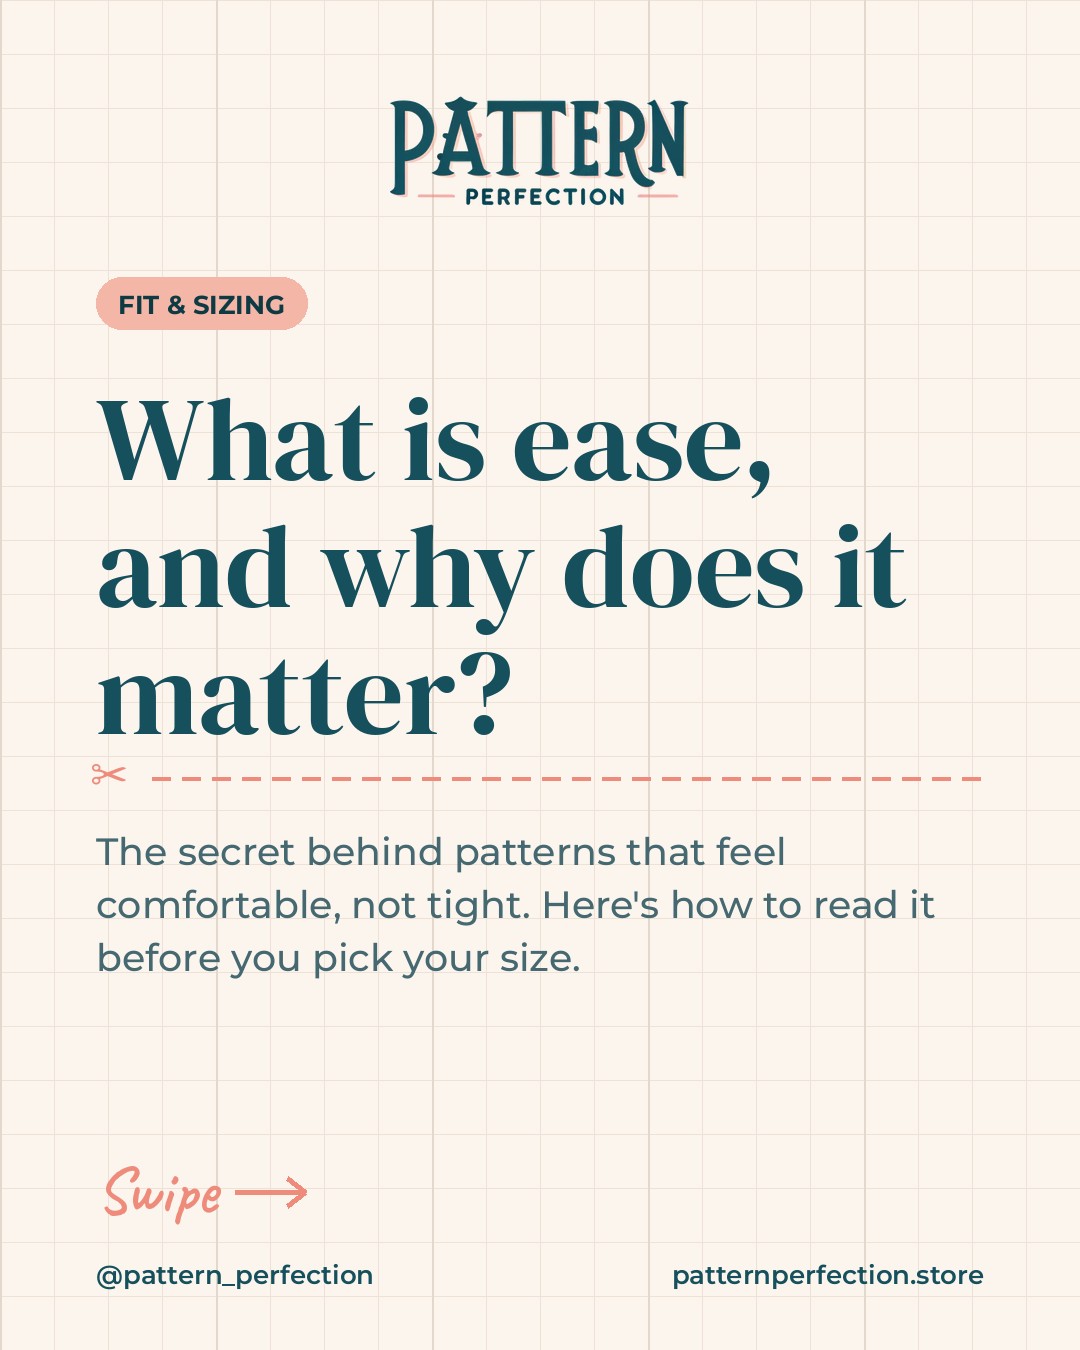 PATTERN
PERFECTION
FIT & SIZING
What is ease,
and why does it
matter?
The secret behind patterns that feel
comfortable, not tight. Here's how to read it
before you pick your size.
Swipe
@pattern_perfection
patternperfection.store